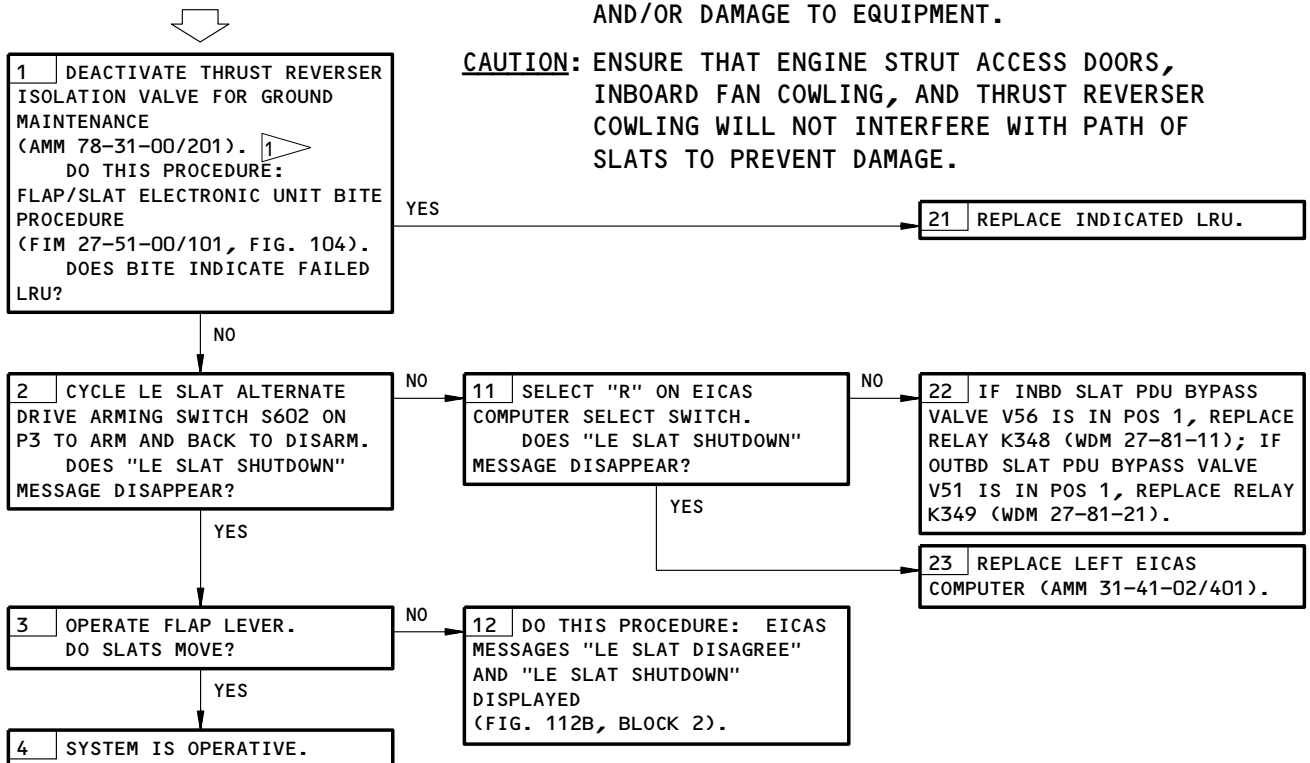 AND/OR DAMAGE TO EQUIPMENT.
CAUTION: ENSURE THAT ENGINE STRUT ACCESS DOORS,
INBOARD FAN COWLING, AND THRUST REVERSER
COWLING WILL NOT INTERFERE WITH PATH OF
SLATS TO PREVENT DAMAGE.
1 DEACTIVATE THRUST REVERSER
ISOLATION VALVE FOR GROUND
MAINTENANCE
(AMM 78-31-00/201). 1
DO THIS PROCEDURE:
FLAP/SLAT ELECTRONIC UNIT BITE
PROCEDURE
(FIM 27-51-00/101, FIG. 104).
DOES BITE INDICATE FAILED
LRU?
YES
21 REPLACE INDICATED LRU.
NO
2 CYCLE LE SLAT ALTERNATE
DRIVE ARMING SWITCH S602 ON
P3 TO ARM AND BACK TO DISARM.
DOES "LE SLAT SHUTDOWN"
MESSAGE DISAPPEAR?
NO
11 SELECT "R" ON EICAS
COMPUTER SELECT SWITCH.
DOES "LE SLAT SHUTDOWN"
MESSAGE DISAPPEAR?
NO
22 IF INBD SLAT PDU BYPASS
VALVE V56 IS IN POS 1, REPLACE
RELAY K348 (WDM 27-81-11); IF
OUTBD SLAT PDU BYPASS VALVE
V51 IS IN POS 1, REPLACE RELAY
K349 (WDM 27-81-21).
YES
23 REPLACE LEFT EICAS
COMPUTER (AMM 31-41-02/401).
YES
3 OPERATE FLAP LEVER.
DO SLATS MOVE?
NO
12 DO THIS PROCEDURE: EICAS
MESSAGES "LE SLAT DISAGREE"
AND "LE SLAT SHUTDOWN"
DISPLAYED
(FIG. 112B, BLOCK 2).
YES
4 SYSTEM IS OPERATIVE.